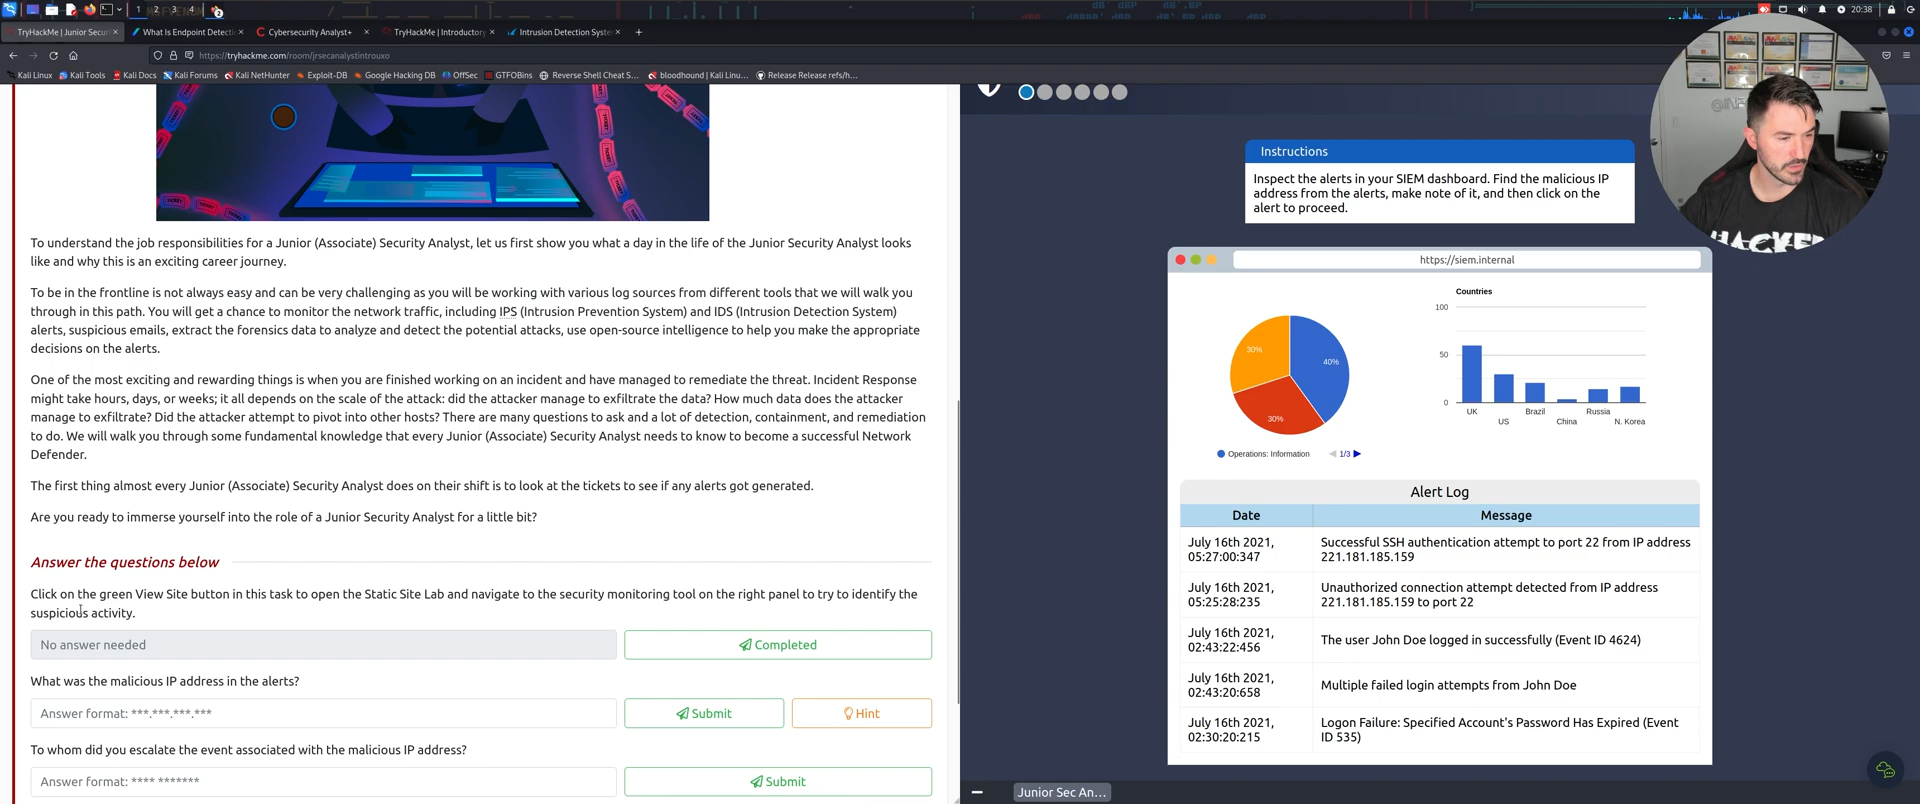 20:38
1 2 3 4
TryHackMe | Junior Secur
What Is Endpoint Detecti
Cybersecurity Analyst+
TryHackMe | Introductory
Intrusion Detection Syste
https://tryhackme.com/room/jrsecanalystintrouxo
Kali Linux
Kali Tools
Kali Docs
Kali Forums
Kali NetHunter
Exploit-DB
Google Hacking DB
OffSec
GTFOBins
Reverse Shell Cheat S…
bloodhound | Kali Linu…
Release Release refs/h…
To understand the job responsibilities for a Junior (Associate) Security Analyst, let us first show you what a day in the life of the Junior Security Analyst looks
like and why this is an exciting career journey.
To be in the frontline is not always easy and can be very challenging as you will be working with various log sources from different tools that we will walk you
through in this path. You will get a chance to monitor the network traffic, including IPS (Intrusion Prevention System) and IDS (Intrusion Detection System)
alerts, suspicious emails, extract the forensics data to analyze and detect the potential attacks, use open-source intelligence to help you make the appropriate
decisions on the alerts.
One of the most exciting and rewarding things is when you are finished working on an incident and have managed to remediate the threat. Incident Response
might take hours, days, or weeks; it all depends on the scale of the attack: did the attacker manage to exfiltrate the data? How much data does the attacker
manage to exfiltrate? Did the attacker attempt to pivot into other hosts? There are many questions to ask and a lot of detection, containment, and remediation
to do. We will walk you through some fundamental knowledge that every Junior (Associate) Security Analyst needs to know to become a successful Network
Defender.
The first thing almost every Junior (Associate) Security Analyst does on their shift is to look at the tickets to see if any alerts got generated.
Are you ready to immerse yourself into the role of a Junior Security Analyst for a little bit?
Answer the questions below
Click on the green View Site button in this task to open the Static Site Lab and navigate to the security monitoring tool on the right panel to try to identify the
suspicious activity.
No answer needed
Completed
What was the malicious IP address in the alerts?
Answer format: ***.***.***.***
Submit
Hint
To whom did you escalate the event associated with the malicious IP address?
Answer format: **** *******
Submit
Instructions
Inspect the alerts in your SIEM dashboard. Find the malicious IP
address from the alerts, make note of it, and then click on the
alert to proceed.
HACKER
https://siem.internal
30%
40%
30%
Operations: Information
1/3
Countries
100
50
0
UK
US
Brazil
China
Russia
N. Korea
Alert Log
Date
Message
July 16th 2021,
05:27:00:347
Successful SSH authentication attempt to port 22 from IP address
221.181.185.159
July 16th 2021,
05:25:28:235
Unauthorized connection attempt detected from IP address
221.181.185.159 to port 22
July 16th 2021,
02:43:22:456
The user John Doe logged in successfully (Event ID 4624)
July 16th 2021,
02:43:20:658
Multiple failed login attempts from John Doe
July 16th 2021,
02:30:20:215
Logon Failure: Specified Account's Password Has Expired (Event
ID 535)
Junior Sec An…